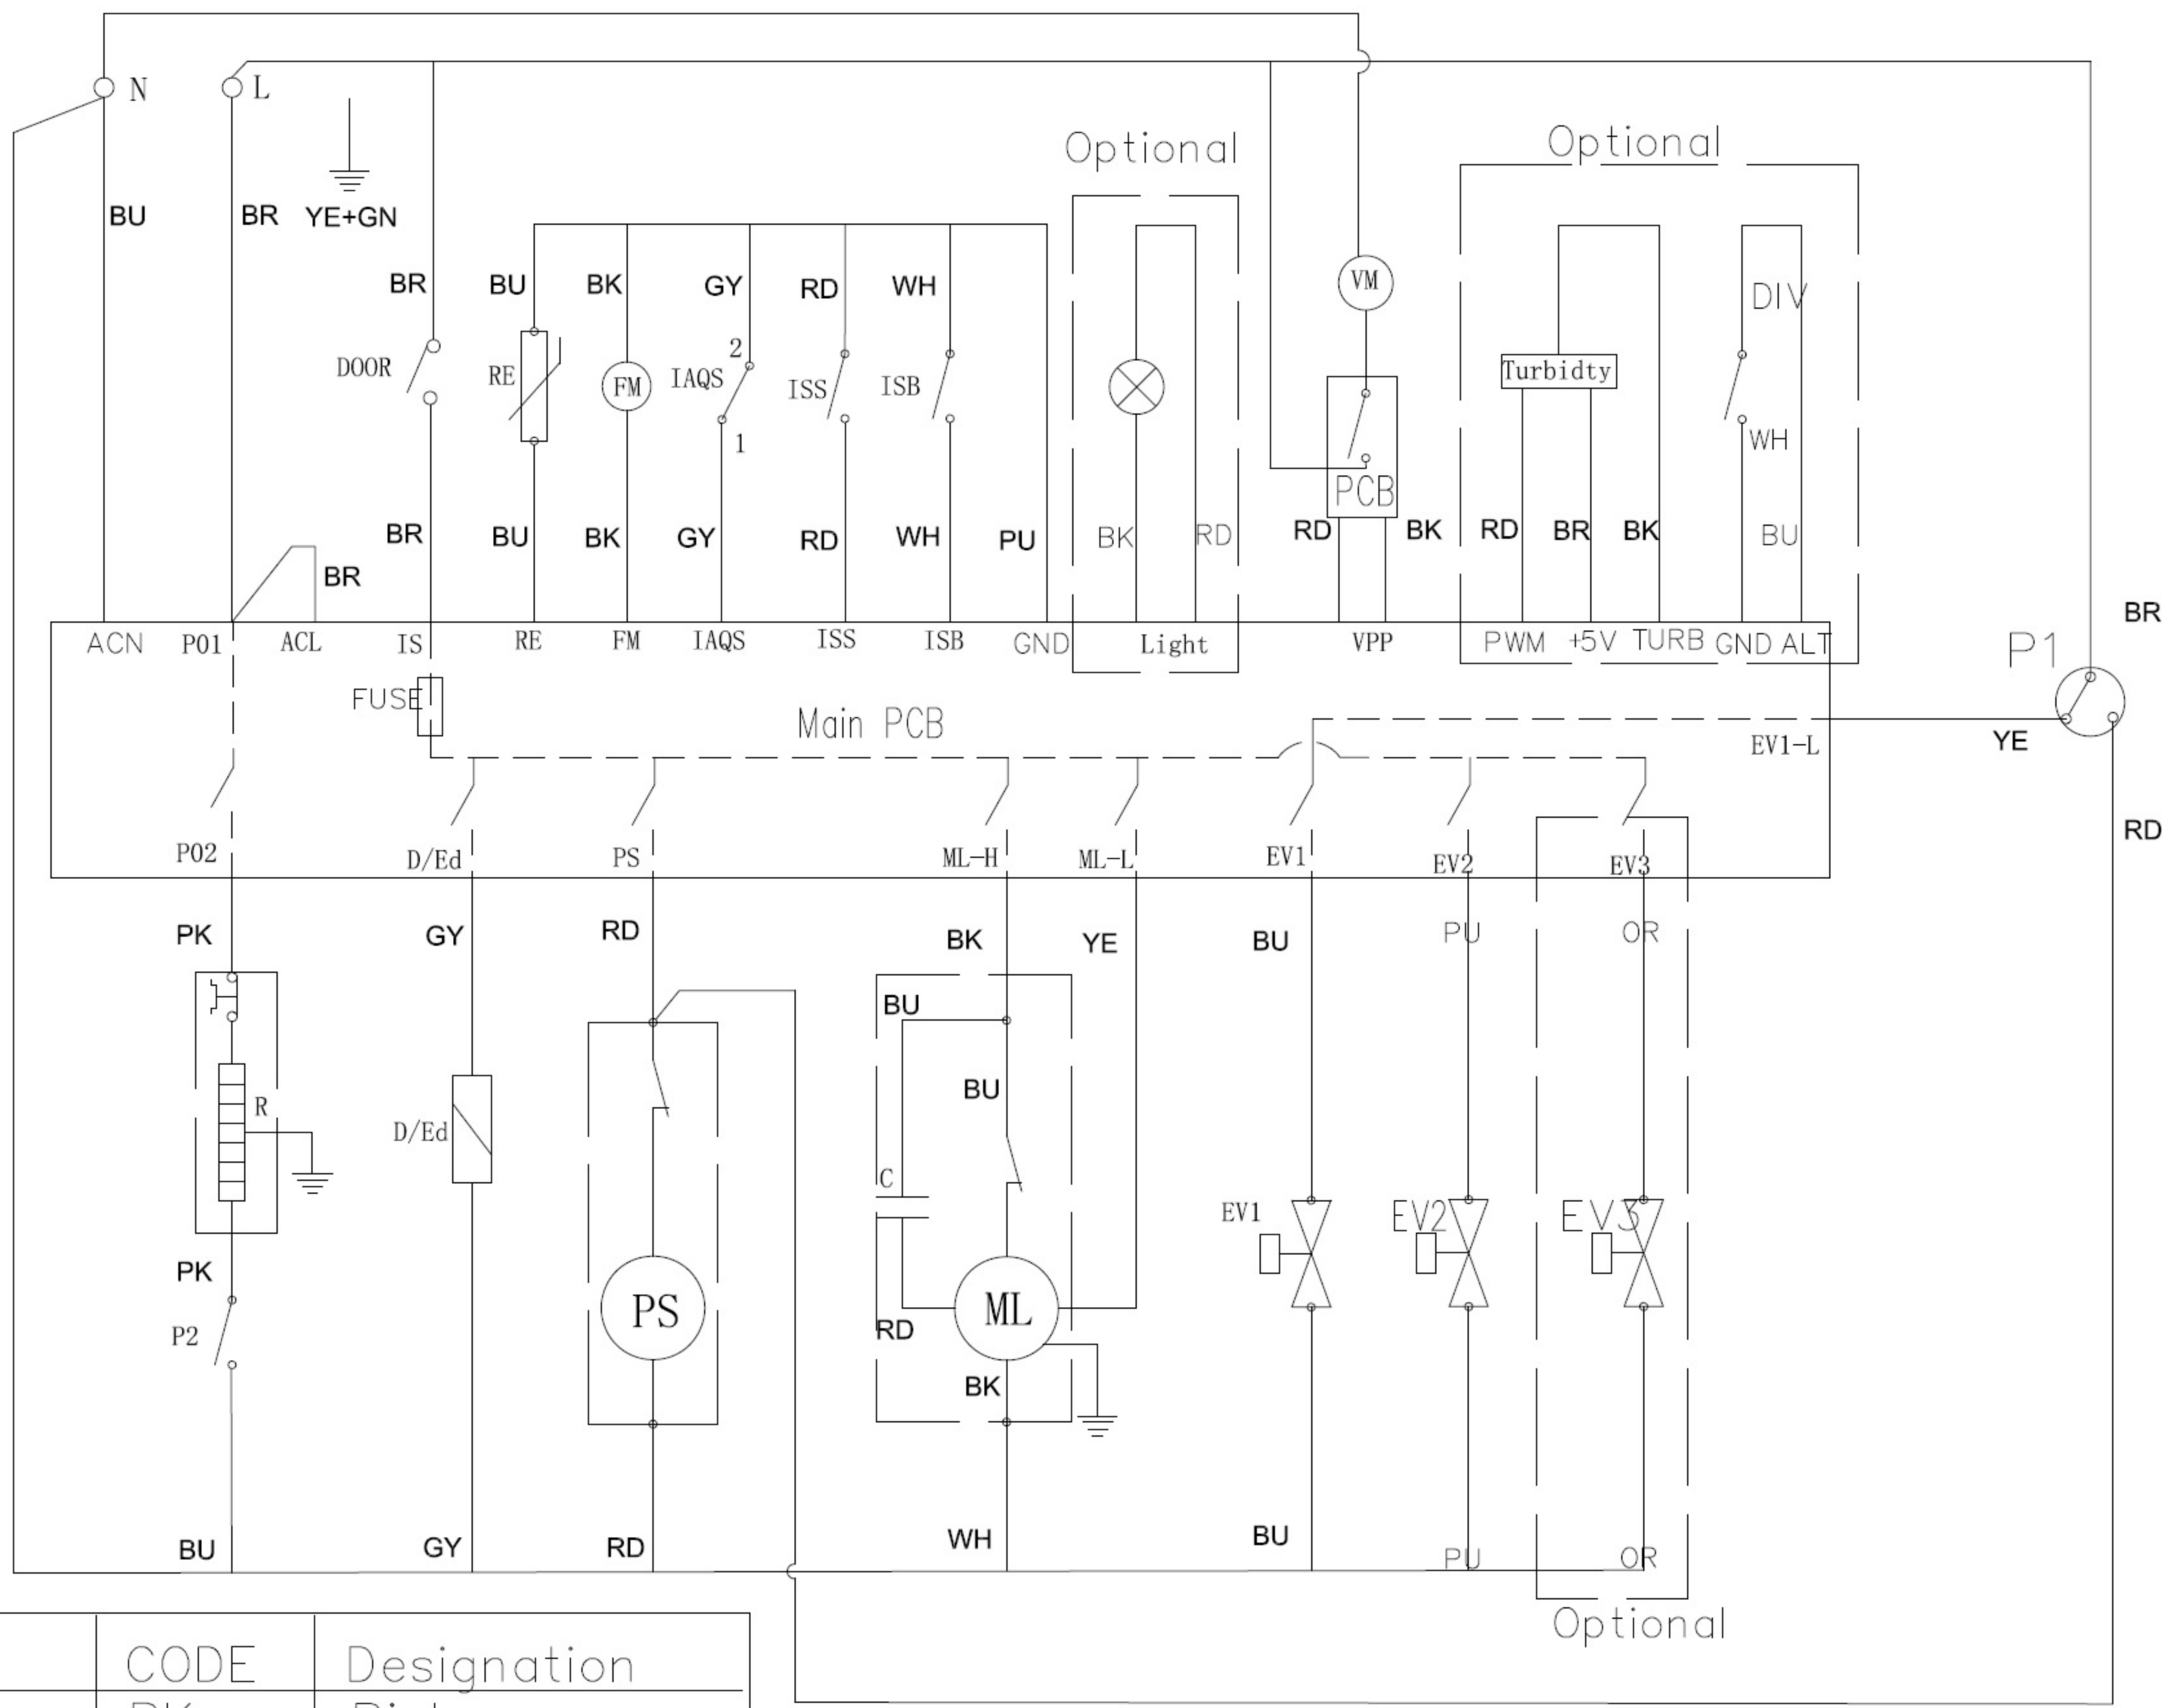 N
L
Optional
Optional
BU
BR
YE+GN
BR
BU
BK
GY
RD
WH
VM
DIV
DOOR
RE
FM
IAQS
2
1
ISS
ISB
Turbidty
WH
PCB
BR
BR
BU
BK
GY
RD
WH
PU
BK
RD
RD
BK
RD
BR
BK
BU
BR
ACN
P01
ACL
IS
RE
FM
IAQS
ISS
ISB
GND
Light
VPP
PWM
+5V
TURB
GND
ALT
P1
FUSE
Main PCB
EV1-L
YE
RD
P02
D/Ed
PS
ML-H
ML-L
EV1
EV2
EV3
PK
GY
RD
BK
YE
BU
PU
OR
BU
BU
R
D/Ed
C
EV1
EV2
EV3
PK
P2
PS
ML
RD
BK
BU
GY
RD
WH
BU
PU
OR
Optional
CODE
Designation